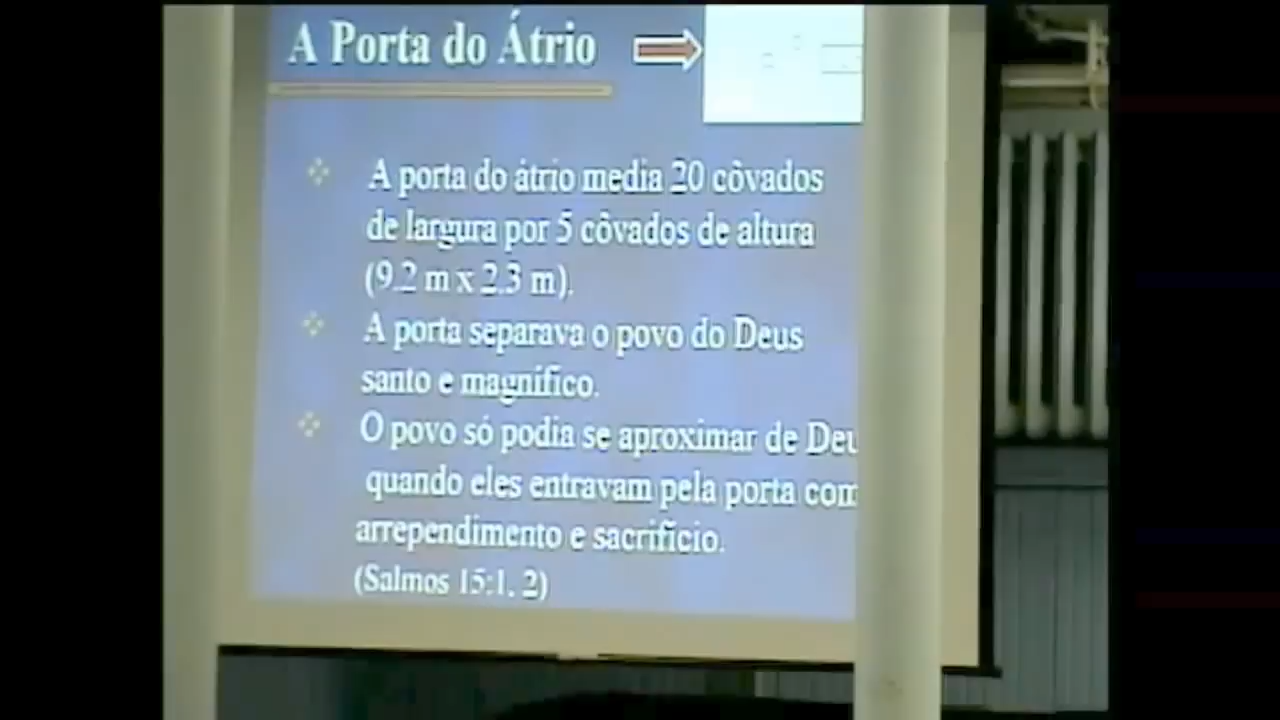 A Porta do Átrio
A porta do átrio media 20 côvados
de largura por 5 côvados de altura
(9.2 m x 2.3 m).
A porta separava o povo do Deus
santo e magnífico.
O povo só podia se aproximar de Deu
quando eles entravam pela porta com
arrependimento e sacrifício.
(Salmos 15:1, 2)